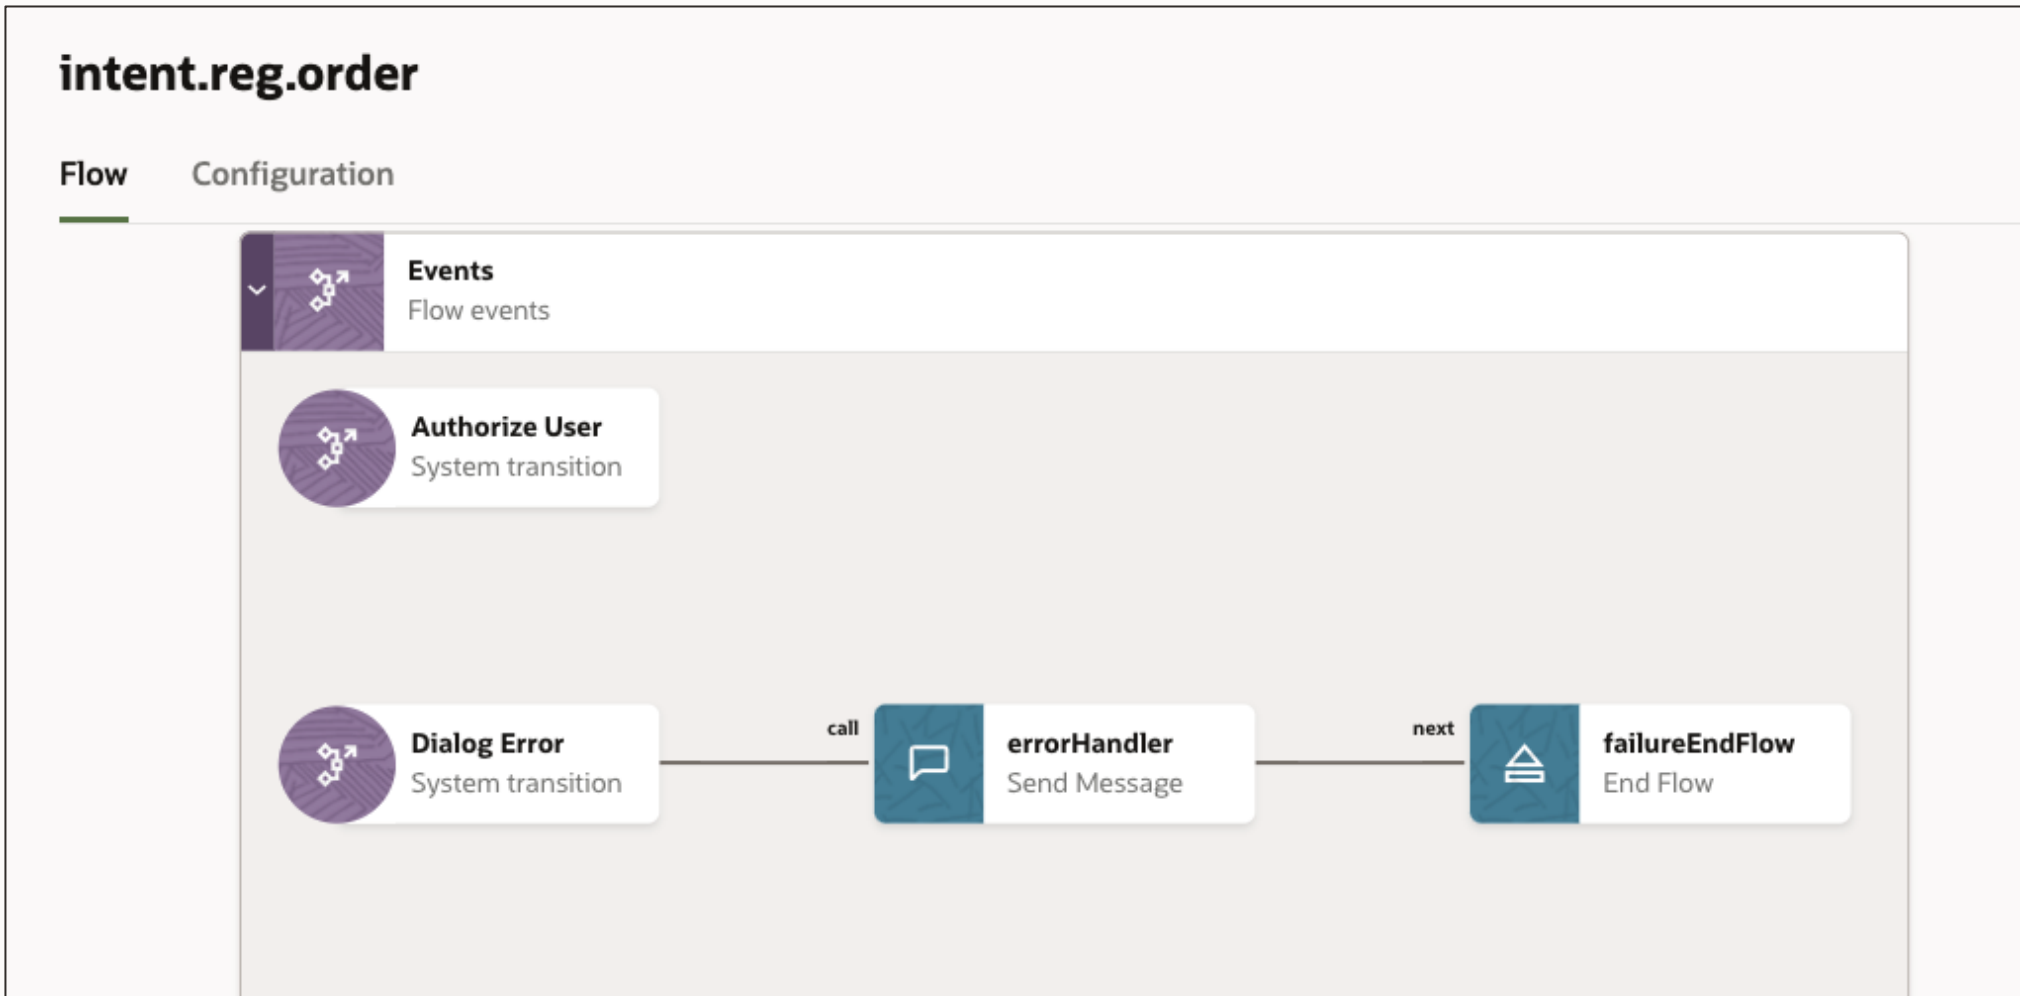 intent.reg.order
Flow
Configuration
Events
Flow events
Authorize User
System transition
Dialog Error
System transition
call
errorHandler
Send Message
next
failureEndFlow
End Flow